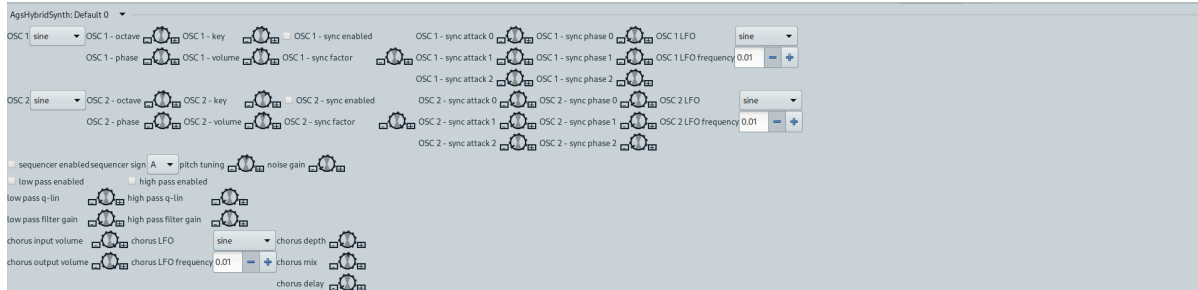 AgsHybridSynth: Default 0
OSC 1 sine OSC 1 - octave OSC 1 - key OSC 1 - sync enabled OSC 1 - sync attack 0 OSC 1 - sync phase 0 OSC 1 LFO sine
OSC 1 - phase OSC 1 - volume OSC 1 - sync factor OSC 1 - sync attack 1 OSC 1 - sync phase 1 OSC 1 LFO frequency 0.01
OSC 1 - sync attack 2 OSC 1 - sync phase 2
OSC 2 sine OSC 2 - octave OSC 2 - key OSC 2 - sync enabled OSC 2 - sync attack 0 OSC 2 - sync phase 0 OSC 2 LFO sine
OSC 2 - phase OSC 2 - volume OSC 2 - sync factor OSC 2 - sync attack 1 OSC 2 - sync phase 1 OSC 2 LFO frequency 0.01
OSC 2 - sync attack 2 OSC 2 - sync phase 2
sequencer enabled sequencer sign A pitch tuning noise gain
low pass enabled high pass enabled
low pass q-lin high pass q-lin
low pass filter gain high pass filter gain
chorus input volume chorus LFO sine chorus depth
chorus output volume chorus LFO frequency 0.01 chorus mix
chorus delay